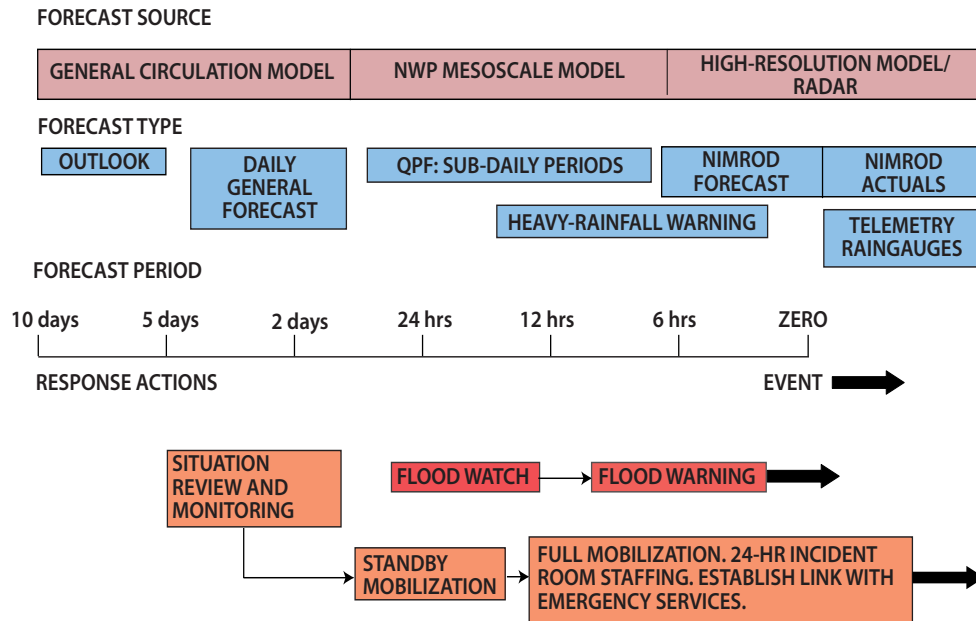 FORECAST SOURCE
GENERAL CIRCULATION MODEL
NWP MESOSCALE MODEL
HIGH-RESOLUTION MODEL/
RADAR
FORECAST TYPE
OUTLOOK
DAILY
GENERAL
FORECAST
QPF: SUB-DAILY PERIODS
NIMROD
FORECAST
NIMROD
ACTUALS
HEAVY-RAINFALL WARNING
TELEMETRY
RAINGAUGES
FORECAST PERIOD
10 days
5 days
2 days
24 hrs
12 hrs
6 hrs
ZERO
RESPONSE ACTIONS
EVENT
SITUATION
REVIEW AND
MONITORING
FLOOD WATCH
FLOOD WARNING
STANDBY
MOBILIZATION
FULL MOBILIZATION. 24-HR INCIDENT
ROOM STAFFING. ESTABLISH LINK WITH
EMERGENCY SERVICES.